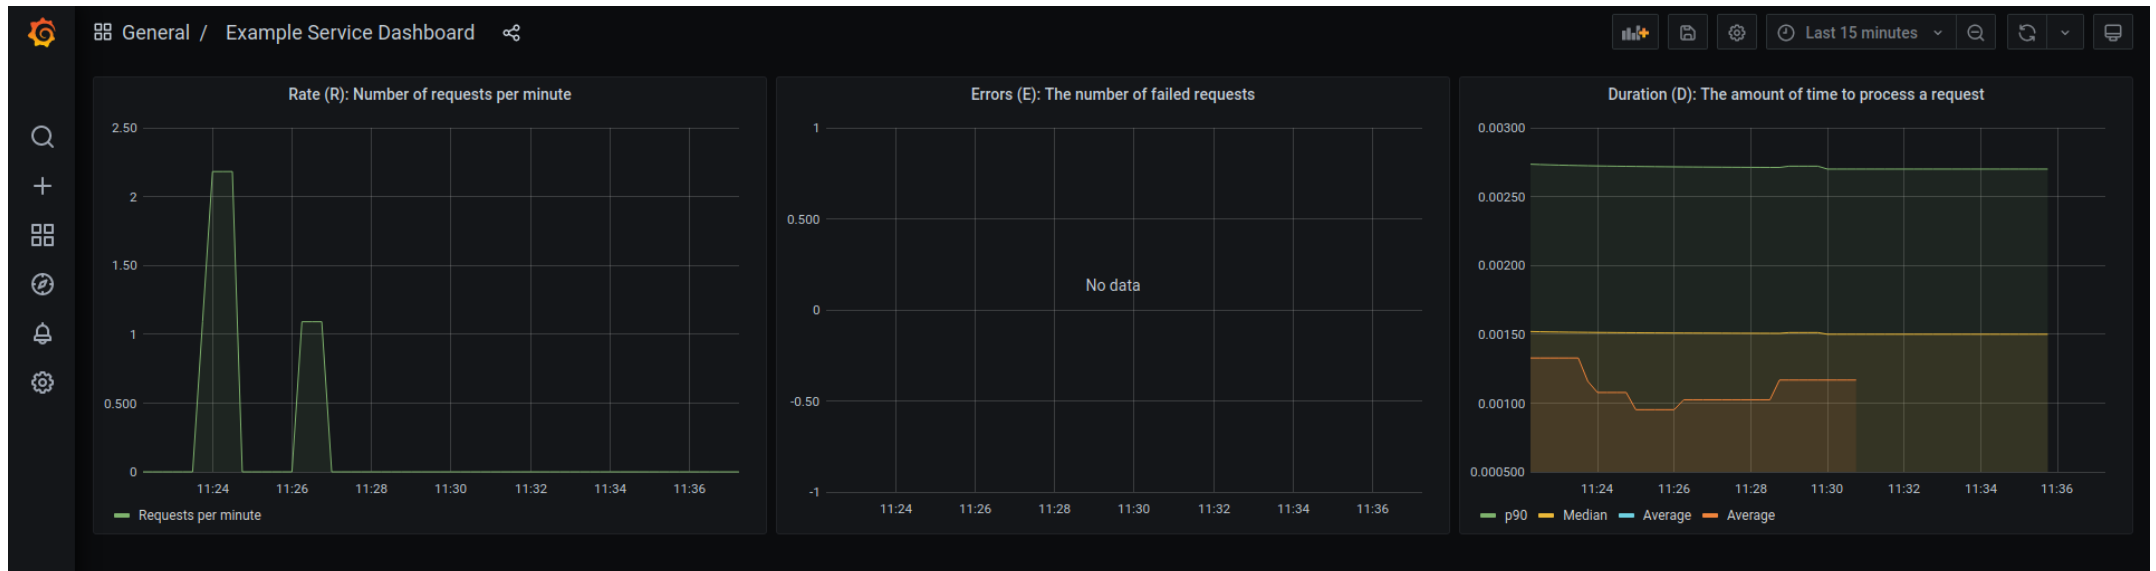 General / Example Service Dashboard
Last 15 minutes
Rate (R): Number of requests per minute
2.50
2
1.50
1
0.500
0
11:24 11:26 11:28 11:30 11:32 11:34 11:36
Requests per minute
Errors (E): The number of failed requests
1
0.500
No data
0
-0.50
-1
11:24 11:26 11:28 11:30 11:32 11:34 11:36
Duration (D): The amount of time to process a request
0.00300
0.00250
0.00200
0.00150
0.00100
0.000500
11:24 11:26 11:28 11:30 11:32 11:34 11:36
p90 Median Average Average